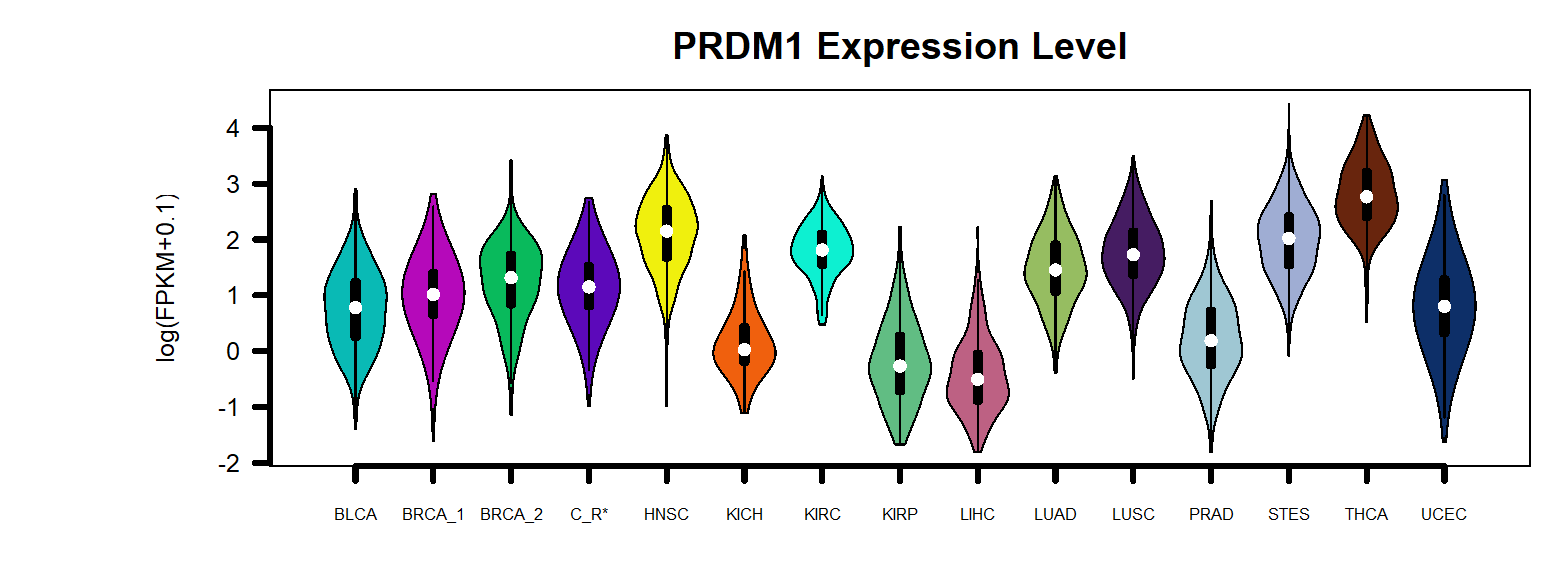 PRDM1 Expression Level
log(FPKM+0.1)
4
3
2
1
0
-1
-2
BLCA BRCA_1 BRCA_2 C_R* HNSC KICH KIRC KIRP LIHC LUAD LUSC PRAD STES THCA UCEC